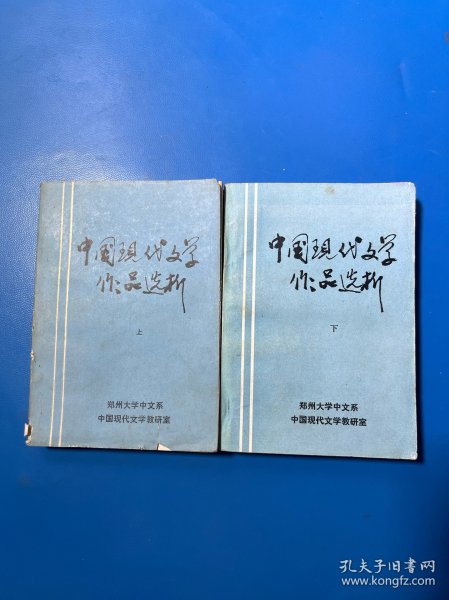 中国现代文学
作品选析
上
郑州大学中文系
中国现代文学教研室
中国现代文学
作品选析
下
郑州大学中文系
中国现代文学教研室
孔夫子旧书网
www.kongfz.com